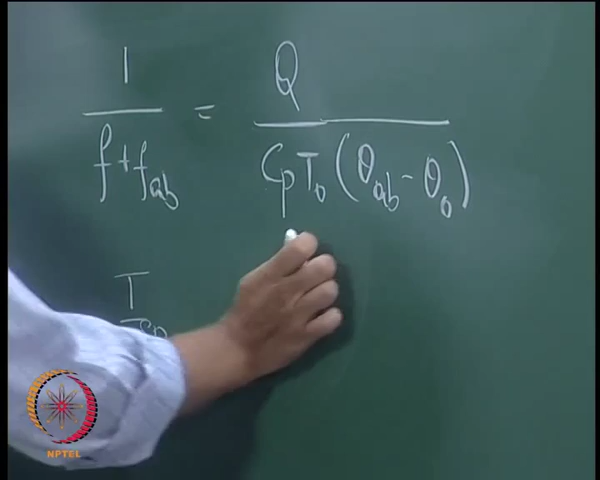 1 / (f + f_ab) = Q / (C_p T_0 (θ_ab - θ_0))
T
NPTEL